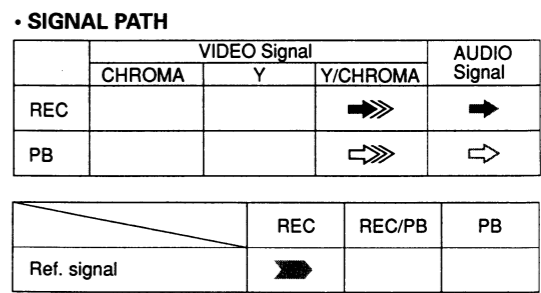 • SIGNAL PATH
VIDEO Signal
AUDIO Signal
CHROMA Y Y/CHROMA
REC
PB
REC REC/PB PB
Ref. signal